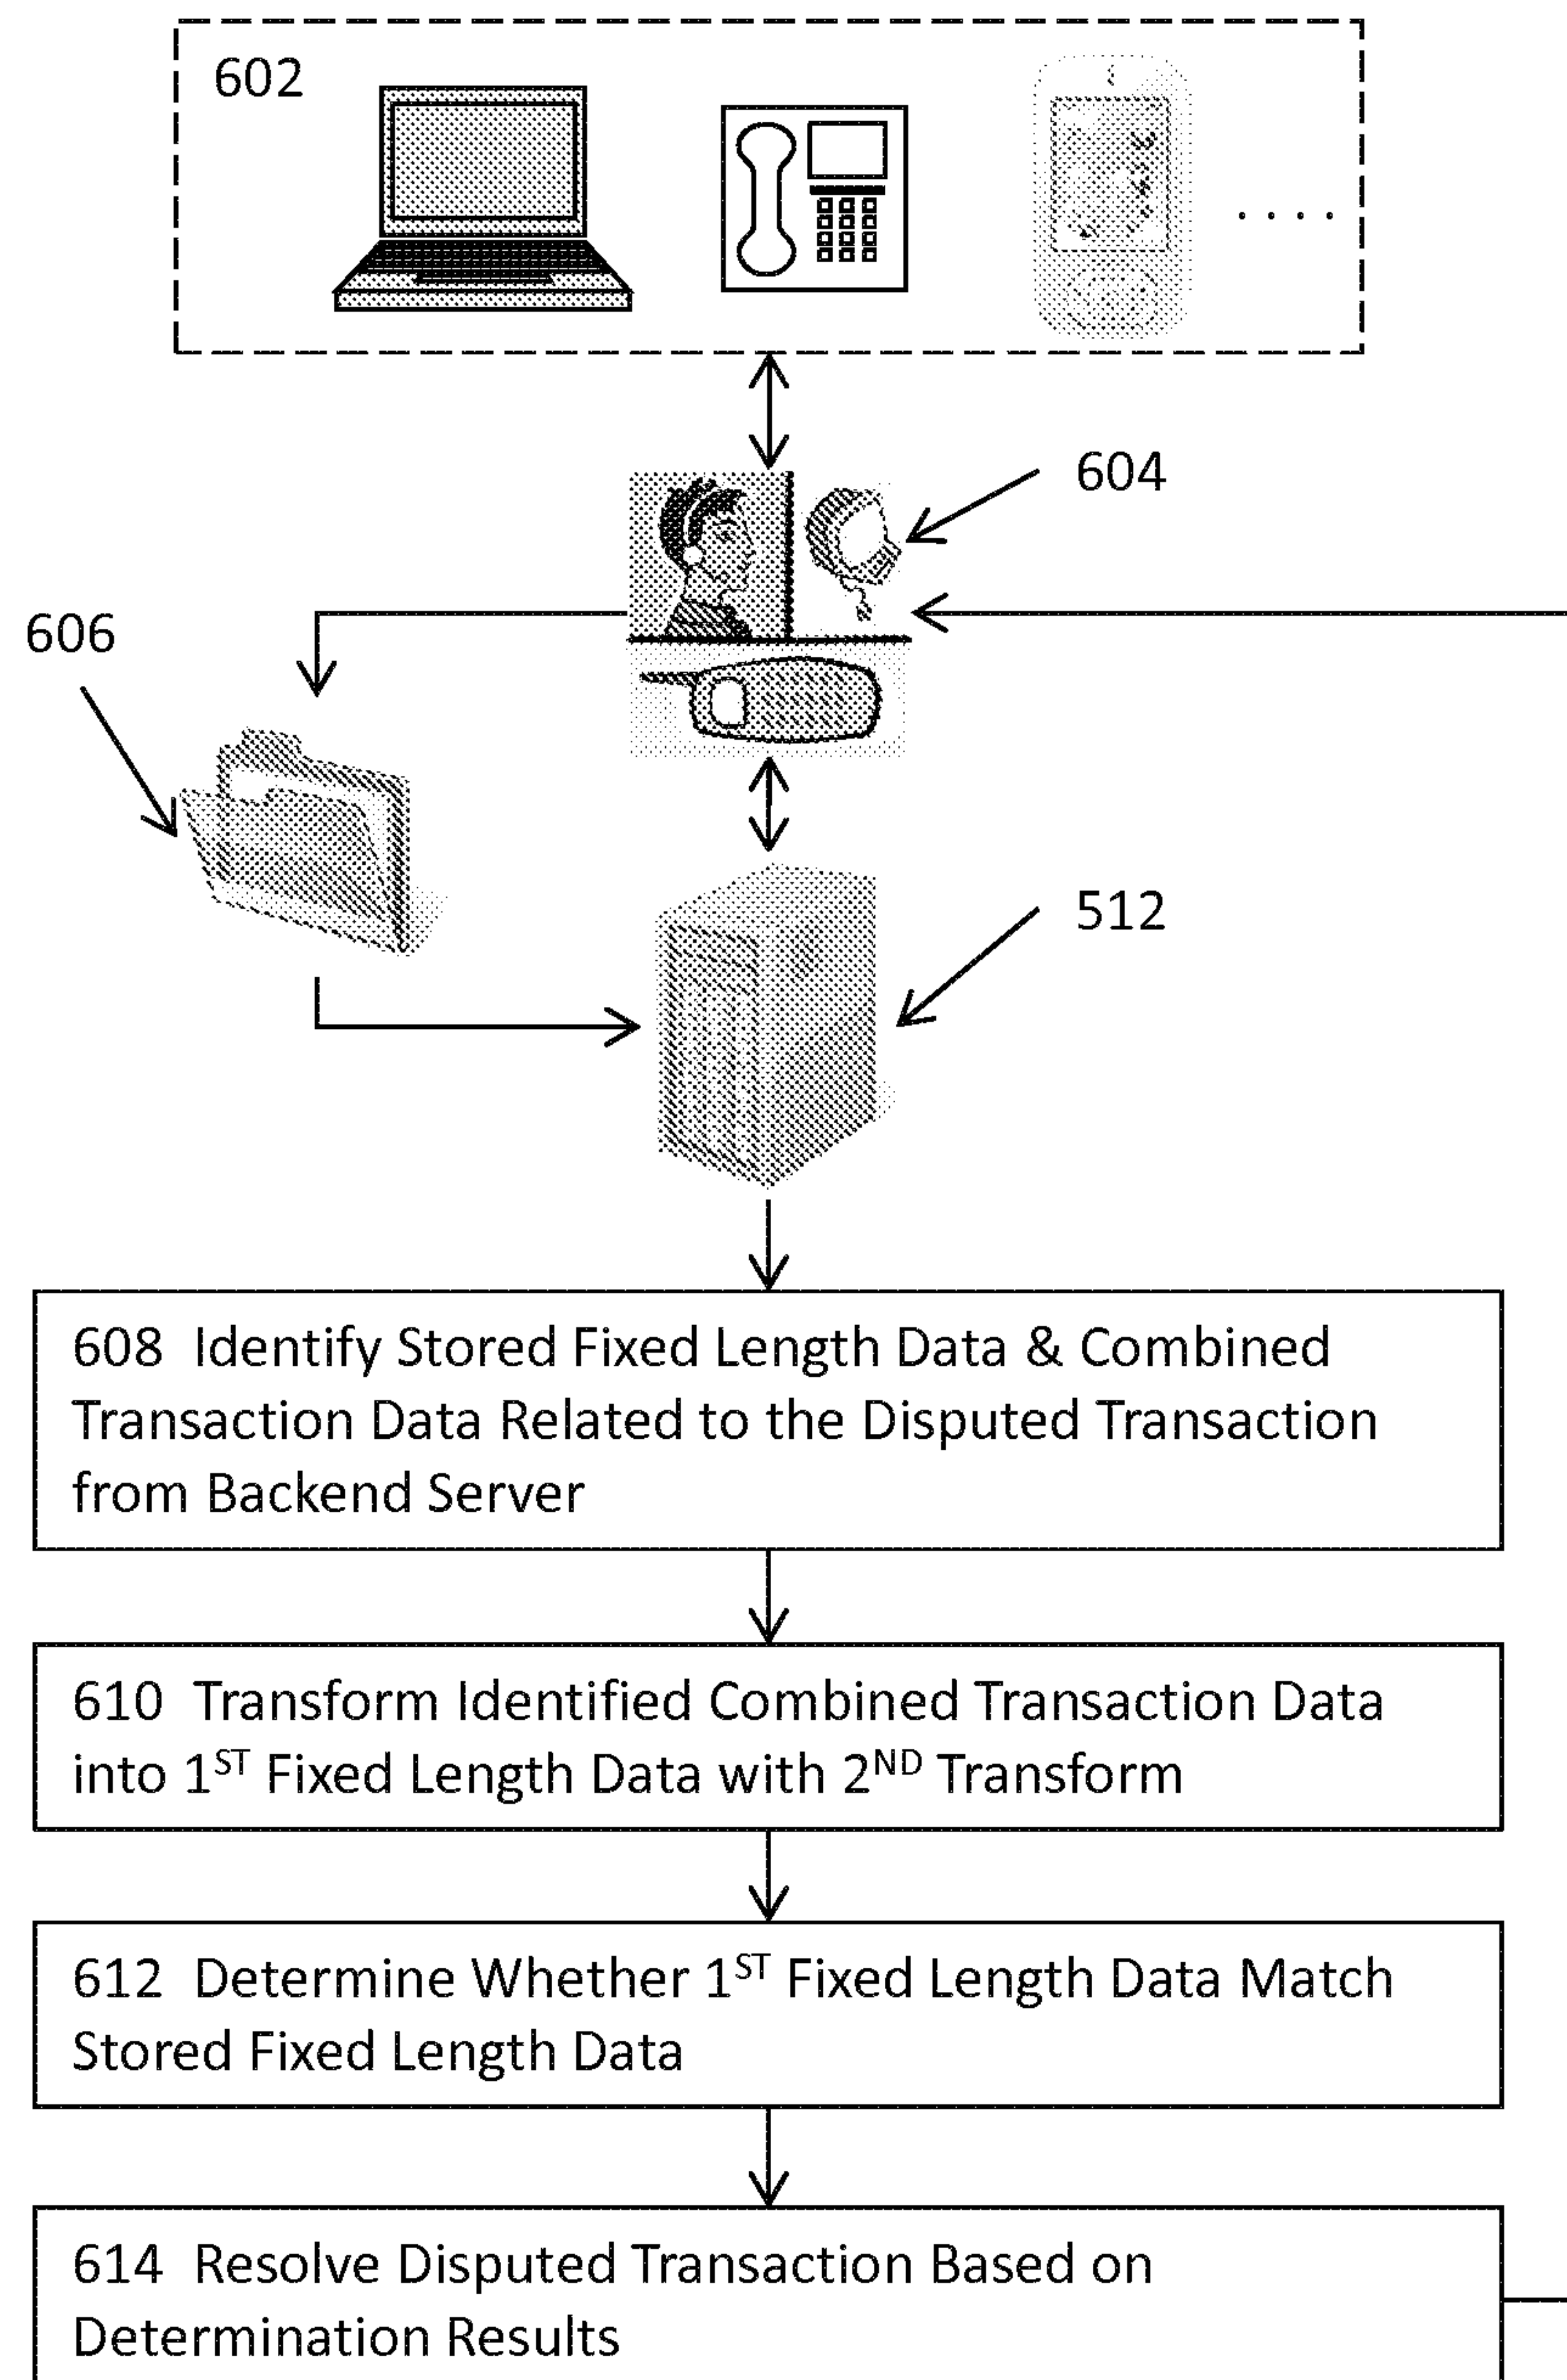 602
604
606
512
608 Identify Stored Fixed Length Data & Combined
Transaction Data Related to the Disputed Transaction
from Backend Server
610 Transform Identified Combined Transaction Data
into 1ST Fixed Length Data with 2ND Transform
612 Determine Whether 1ST Fixed Length Data Match
Stored Fixed Length Data
614 Resolve Disputed Transaction Based on
Determination Results